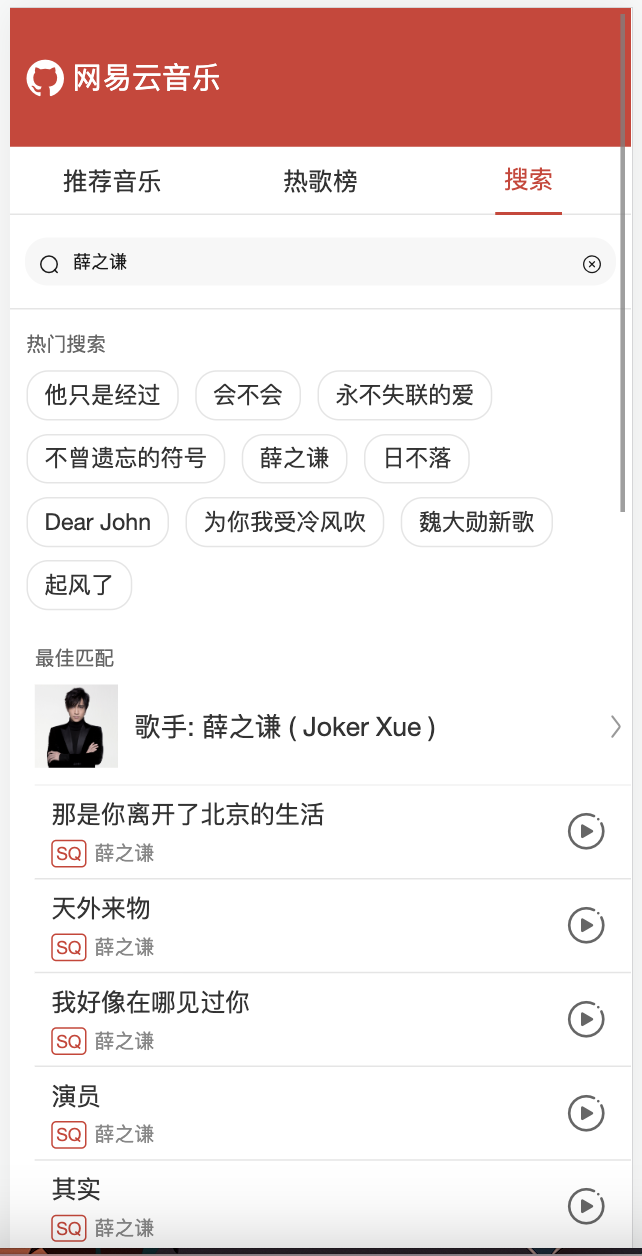 网易云音乐
推荐音乐 热歌榜 搜索
薛之谦
热门搜索
他只是经过 会不会 永不失联的爱
不曾遗忘的符号 薛之谦 日不落
Dear John 为你我受冷风吹 魏大勋新歌
起风了
最佳匹配
歌手: 薛之谦 ( Joker Xue )
那是你离开了北京的生活
SQ 薛之谦
天外来物
SQ 薛之谦
我好像在哪见过你
SQ 薛之谦
演员
SQ 薛之谦
其实
SQ 薛之谦